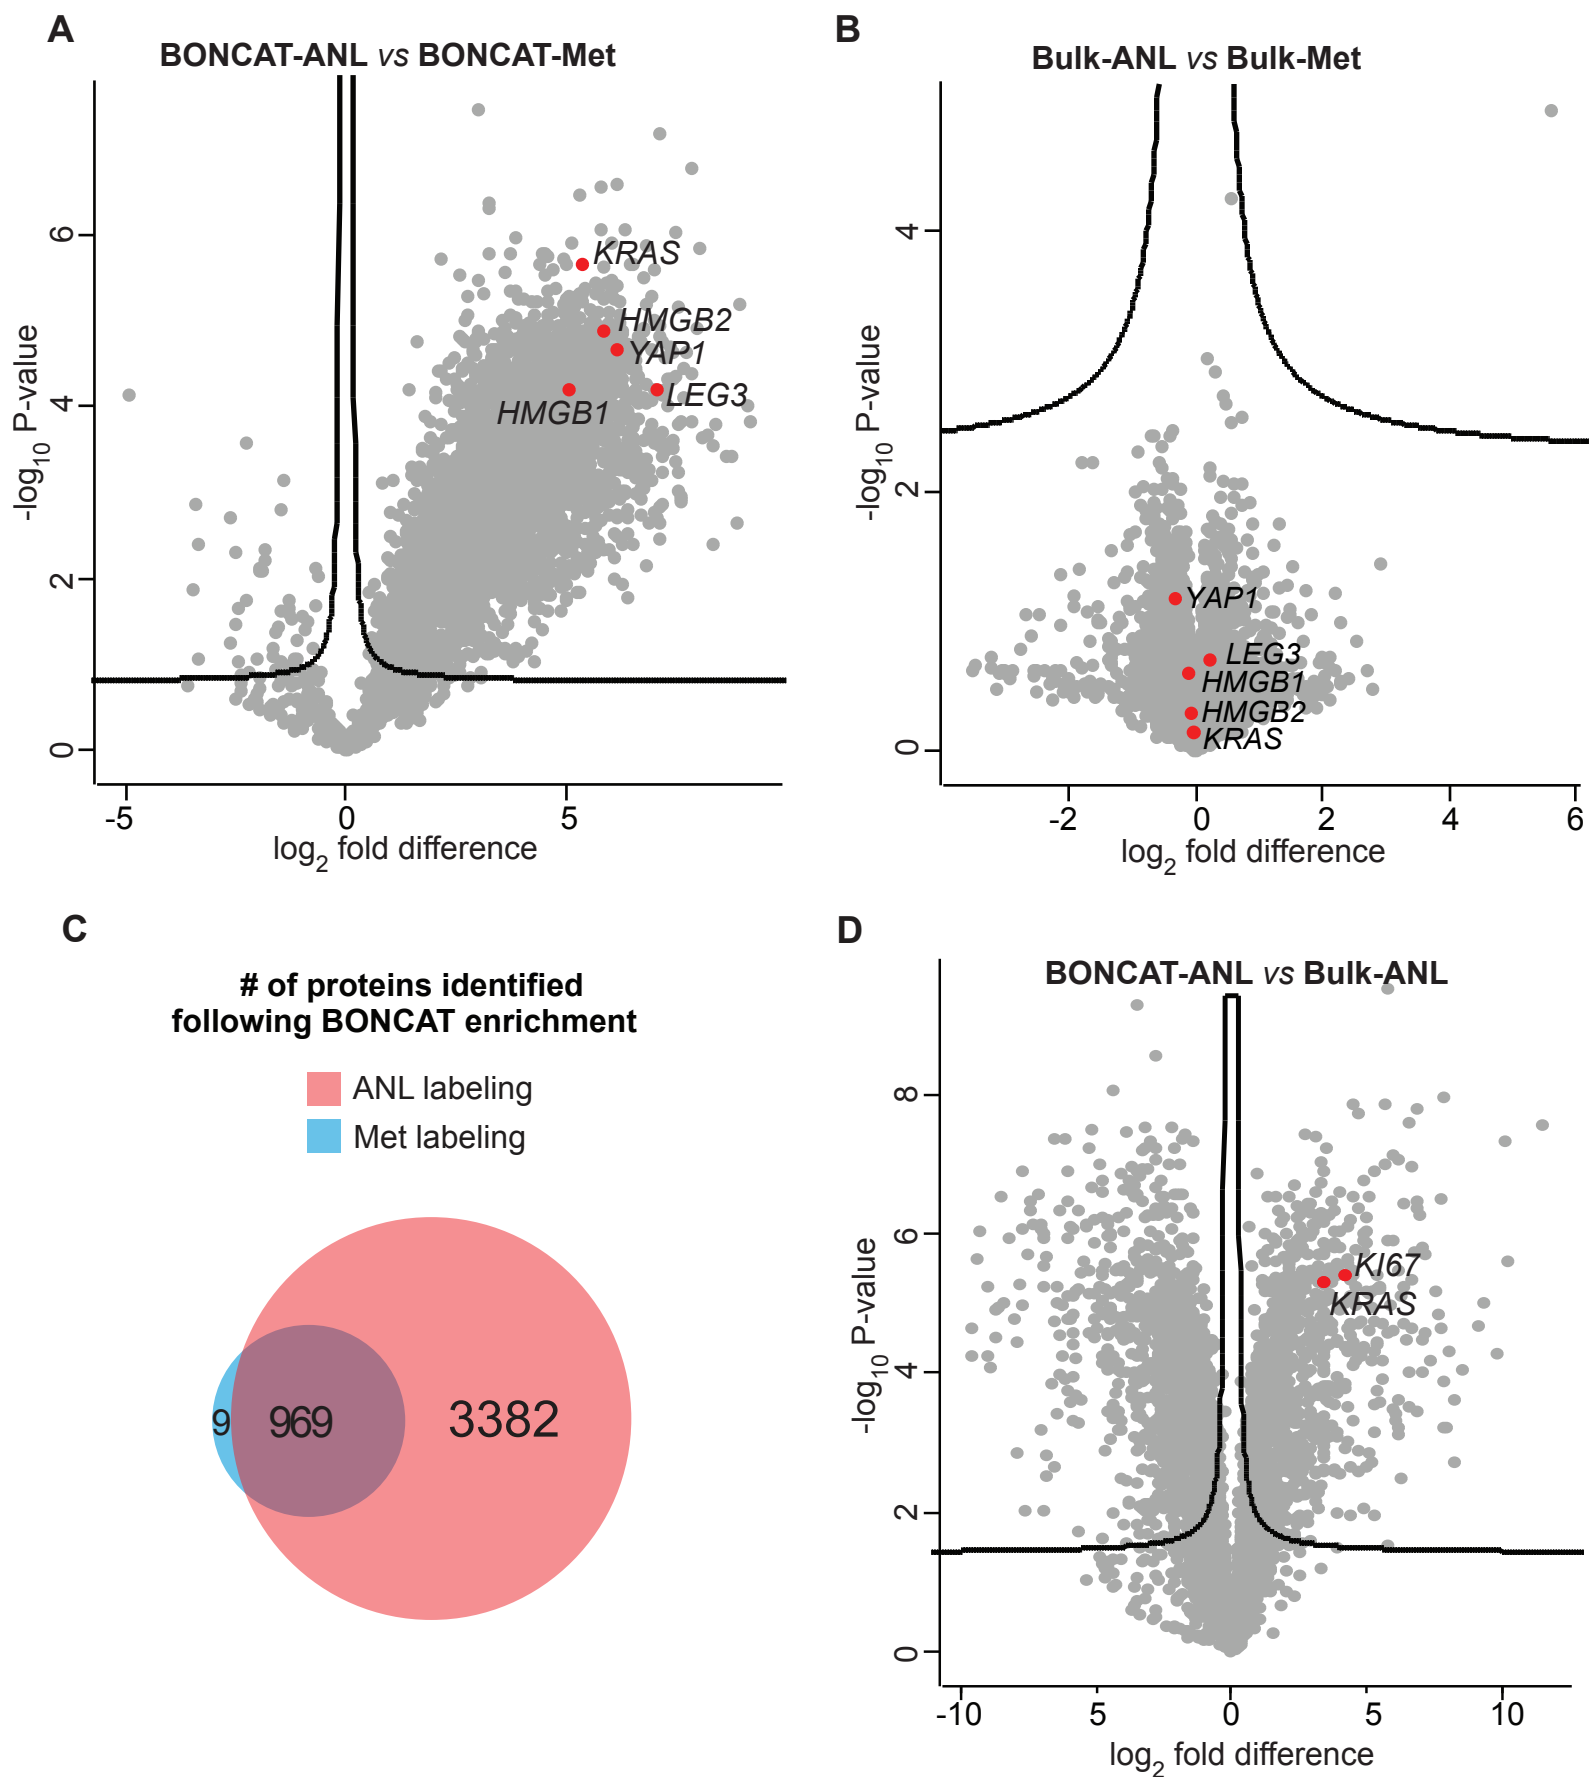 A
BONCAT-ANL vs BONCAT-Met
-log10 P-value
6
4
2
0
KRAS
HMGB2
YAP1
LEG3
HMGB1
-5
0
5
log2 fold difference
B
Bulk-ANL vs Bulk-Met
-log10 P-value
4
2
0
YAP1
LEG3
HMGB1
HMGB2
KRAS
-2
0
2
4
6
log2 fold difference
C
# of proteins identified
following BONCAT enrichment
ANL labeling
Met labeling
9
969
3382
D
BONCAT-ANL vs Bulk-ANL
-log10 P-value
8
6
4
2
0
KI67
KRAS
-10
5
0
5
10
log2 fold difference